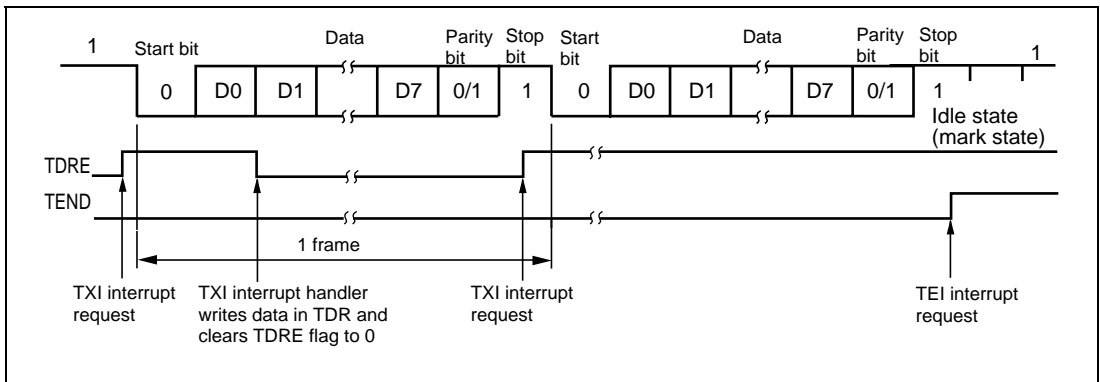 1
Start bit
Data
Parity bit
Stop bit
Start bit
Data
Parity bit
Stop bit
1
0 D0 D1 D7 0/1 1 0 D0 D1 D7 0/1 1
Idle state
(mark state)
TDRE
TEND
1 frame
TXI interrupt
request
TXI interrupt handler
writes data in TDR and
clears TDRE flag to 0
TXI interrupt
request
TEI interrupt
request